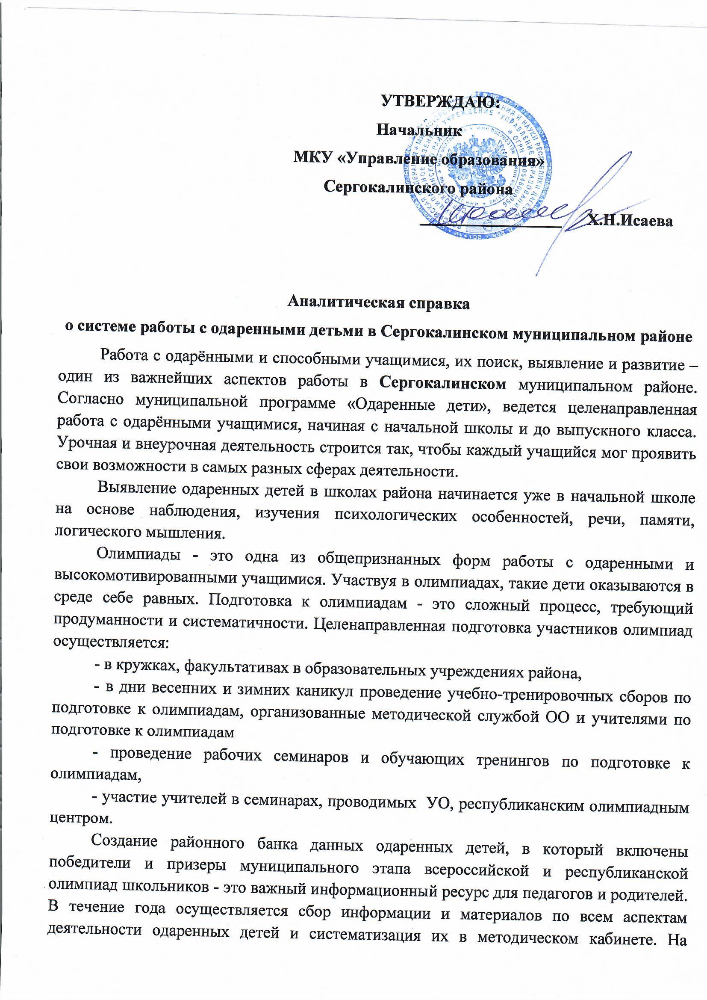 УТВЕРЖДАЮ:
Начальник
МКУ «Управление образования»
Сергокалинского района
Х.Н.Исаева
Аналитическая справка
о системе работы с одаренными детьми в Сергокалинском муниципальном районе
Работа с одарёнными и способными учащимися, их поиск, выявление и развитие –
один из важнейших аспектов работы в Сергокалинском муниципальном районе.
Согласно муниципальной программе «Одаренные дети», ведется целенаправленная
работа с одарёнными учащимися, начиная с начальной школы и до выпускного класса.
Урочная и внеурочная деятельность строится так, чтобы каждый учащийся мог проявить
свои возможности в самых разных сферах деятельности.
Выявление одаренных детей в школах района начинается уже в начальной школе
на основе наблюдения, изучения психологических особенностей, речи, памяти,
логического мышления.
Олимпиады - это одна из общепризнанных форм работы с одаренными и
высокомотивированными учащимися. Участвуя в олимпиадах, такие дети оказываются в
среде себе равных. Подготовка к олимпиадам - это сложный процесс, требующий
продуманности и систематичности. Целенаправленная подготовка участников олимпиад
осуществляется:
- в кружках, факультативах в образовательных учреждениях района,
- в дни весенних и зимних каникул проведение учебно-тренировочных сборов по
подготовке к олимпиадам, организованные методической службой ОО и учителями по
подготовке к олимпиадам
- проведение рабочих семинаров и обучающих тренингов по подготовке к
олимпиадам,
- участие учителей в семинарах, проводимых УО, республиканским олимпиадным
центром.
Создание районного банка данных одаренных детей, в который включены
победители и призеры муниципального этапа всероссийской и республиканской
олимпиад школьников - это важный информационный ресурс для педагогов и родителей.
В течение года осуществляется сбор информации и материалов по всем аспектам
деятельности одаренных детей и систематизация их в методическом кабинете. На